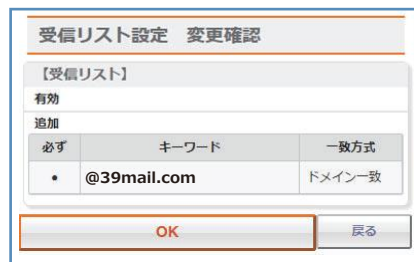 受信リスト設定　変更確認
【受信リスト】
有効
追加
必ず キーワード 一致方式
• @39mail.com ドメイン一致
OK 戻る